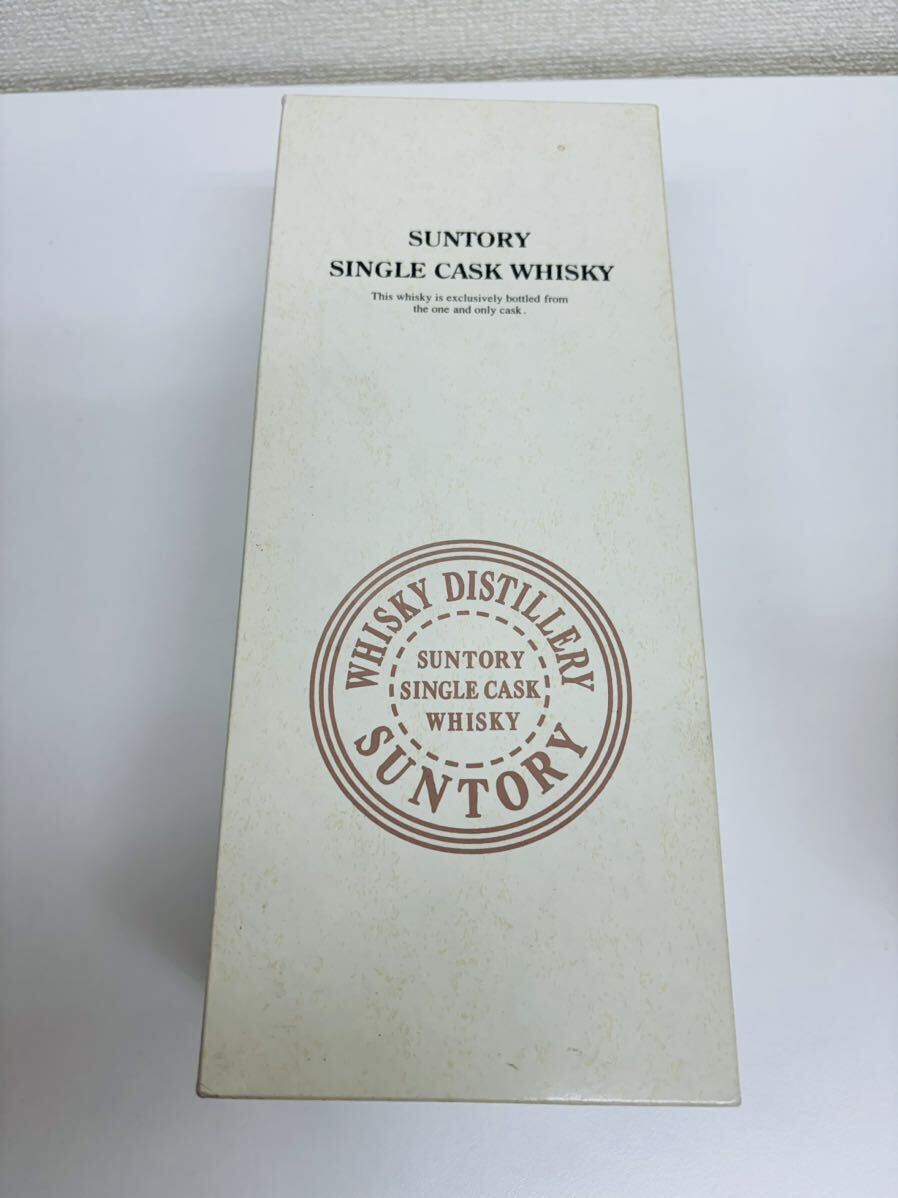 SUNTORY
SINGLE CASK WHISKY
This whisky is exclusively bottled from
the one and only cask.
WHISKY DISTILLERY
SUNTORY
SINGLE CASK
WHISKY
SUNTORY